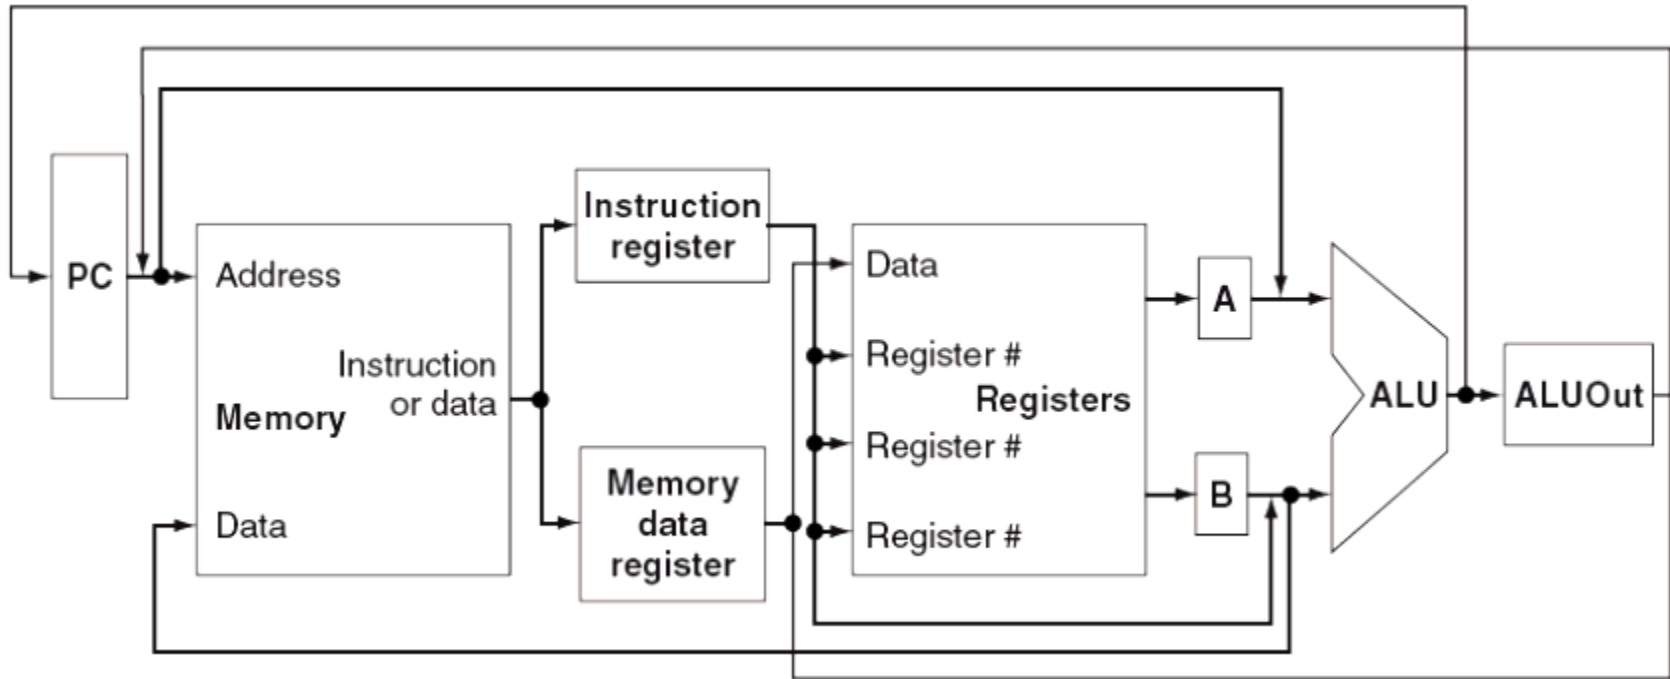 PC
Address
Instruction
or data
Memory
Data
Instruction
register
Memory
data
register
Data
Register #
Registers
Register #
Register #
A
B
ALU
ALUOut